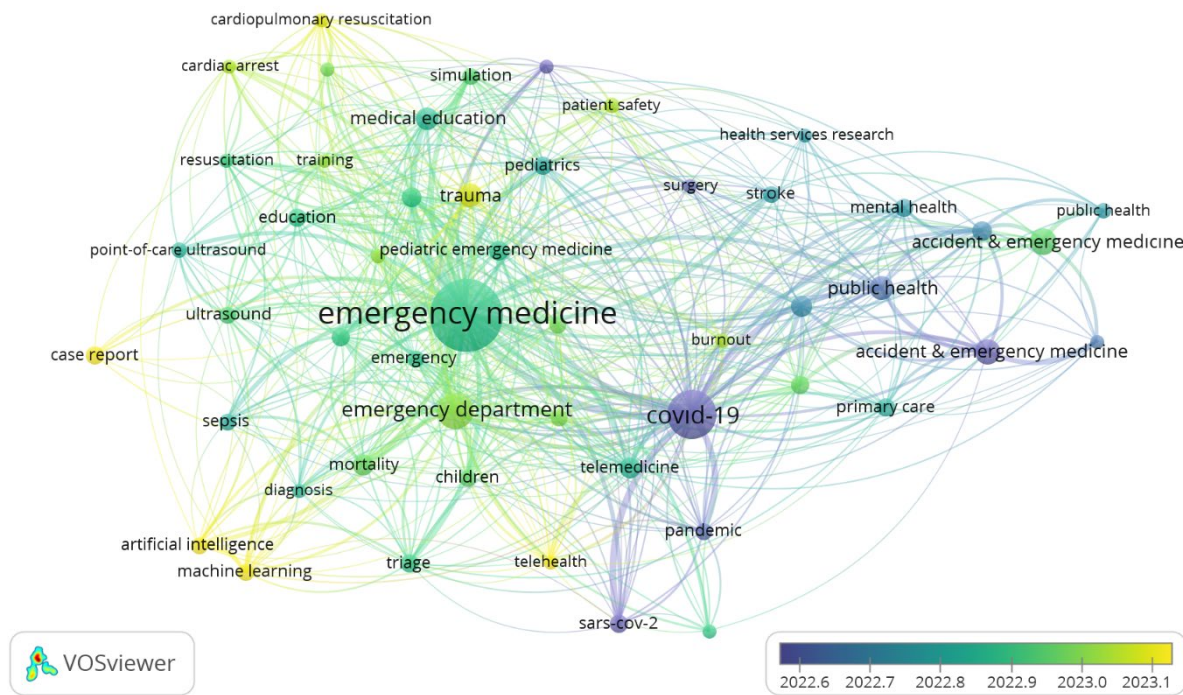 cardiopulmonary resuscitation
cardiac arrest
simulation
patient safety
medical education
health services research
resuscitation
training
pediatrics
surgery
stroke
trauma
mental health
public health
education
accident & emergency medicine
point-of-care ultrasound
pediatric emergency medicine
public health
emergency medicine
ultrasound
burnout
case report
emergency
accident & emergency medicine
emergency department
covid-19
primary care
sepsis
mortality
children
telemedicine
diagnosis
pandemic
artificial intelligence
machine learning
triage
telehealth
sars-cov-2
VOSviewer
2022.6 2022.7 2022.8 2022.9 2023.0 2023.1